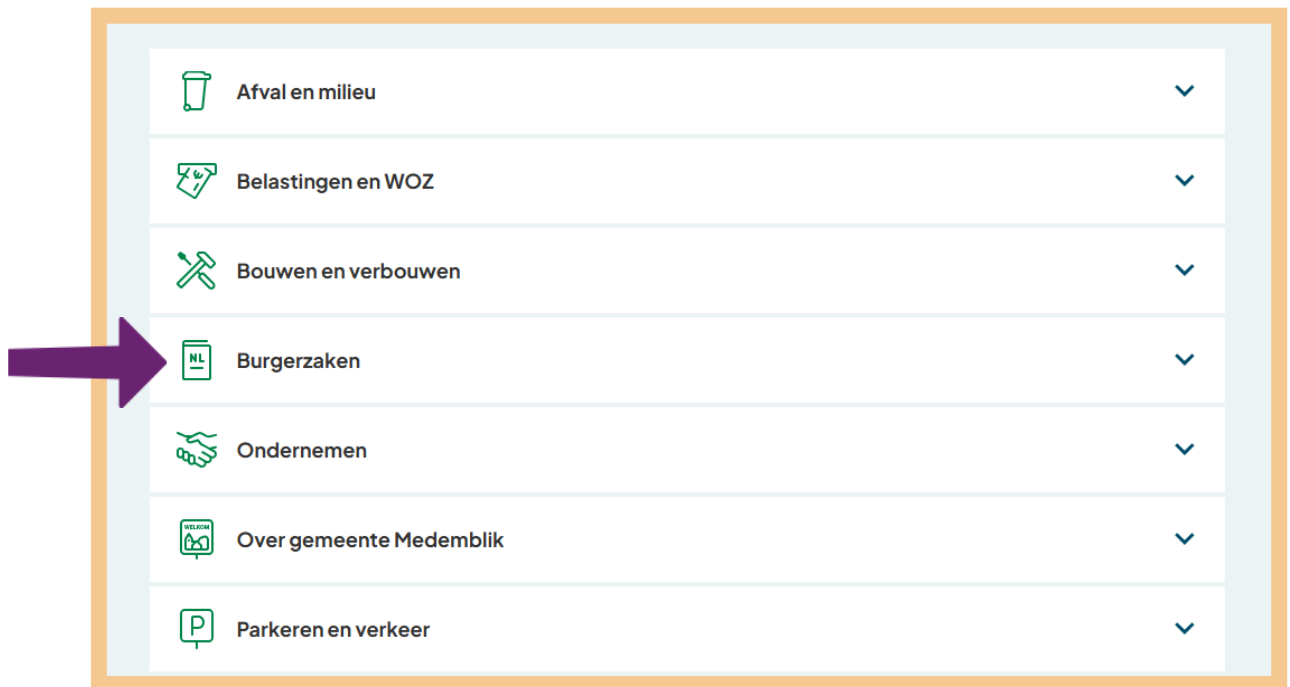 Afval en milieu
Belastingen en WOZ
Bouwen en verbouwen
NL
Burgerzaken
Ondernemen
WELKOM
Over gemeente Medemblik
P
Parkeren en verkeer